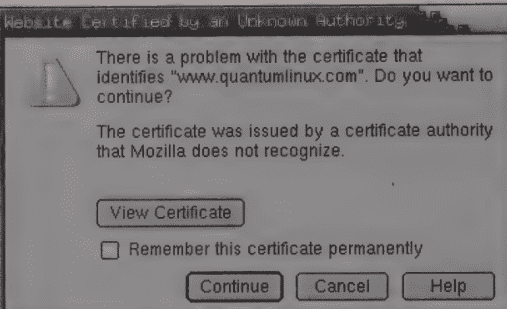 Website Certified by an Unknown Authority
There is a problem with the certificate that
identifies "www.quantumlinux.com". Do you want to
continue?
The certificate was issued by a certificate authority
that Mozilla does not recognize.
View Certificate
Remember this certificate permanently
Continue
Cancel
Help